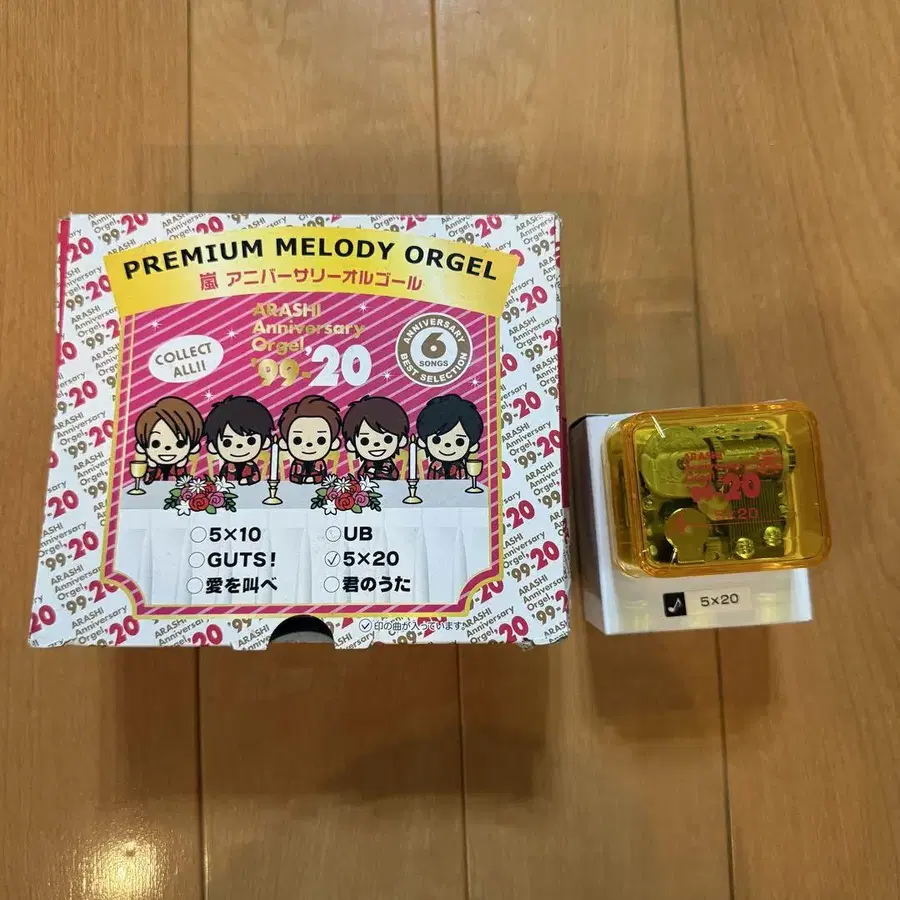 PREMIUM MELODY ORGEL
嵐 アニバーサリーオルゴール
ARASHI
Anniversary
Orgel,
'99-'20
COLLECT
ALL!!
ANNIVERSARY
6
SONGS
BEST SELECTION
5×10
UB
GUTS!
5×20
愛を叫べ
君のうた
印の曲が入っています。
ARASHI
20
5×20